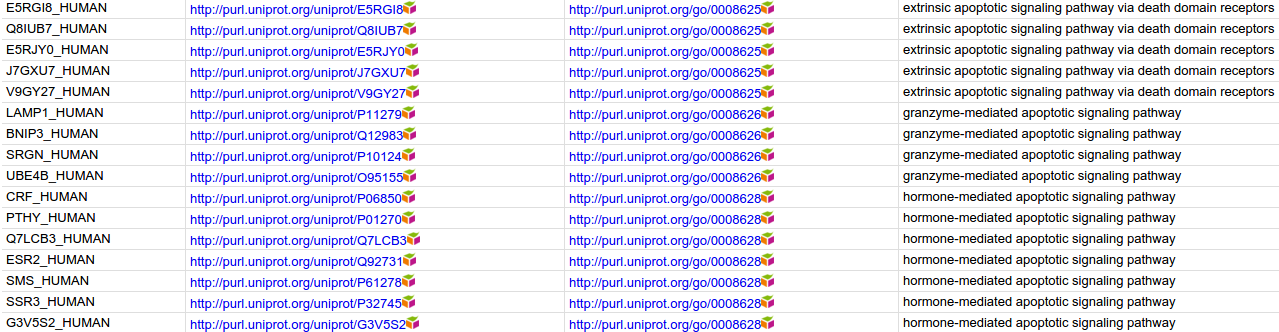 E5RGI8_HUMAN http://purl.uniprot.org/uniprot/E5RGI8 http://purl.uniprot.org/go/0008625 extrinsic apoptotic signaling pathway via death domain receptors
Q8IUB7_HUMAN http://purl.uniprot.org/uniprot/Q8IUB7 http://purl.uniprot.org/go/0008625 extrinsic apoptotic signaling pathway via death domain receptors
E5RJY0_HUMAN http://purl.uniprot.org/uniprot/E5RJY0 http://purl.uniprot.org/go/0008625 extrinsic apoptotic signaling pathway via death domain receptors
J7GXU7_HUMAN http://purl.uniprot.org/uniprot/J7GXU7 http://purl.uniprot.org/go/0008625 extrinsic apoptotic signaling pathway via death domain receptors
V9GY27_HUMAN http://purl.uniprot.org/uniprot/V9GY27 http://purl.uniprot.org/go/0008625 extrinsic apoptotic signaling pathway via death domain receptors
LAMP1_HUMAN http://purl.uniprot.org/uniprot/P11279 http://purl.uniprot.org/go/0008626 granzyme-mediated apoptotic signaling pathway
BNIP3_HUMAN http://purl.uniprot.org/uniprot/Q12983 http://purl.uniprot.org/go/0008626 granzyme-mediated apoptotic signaling pathway
SRGN_HUMAN http://purl.uniprot.org/uniprot/P10124 http://purl.uniprot.org/go/0008626 granzyme-mediated apoptotic signaling pathway
UBE4B_HUMAN http://purl.uniprot.org/uniprot/O95155 http://purl.uniprot.org/go/0008626 granzyme-mediated apoptotic signaling pathway
CRF_HUMAN http://purl.uniprot.org/uniprot/P06850 http://purl.uniprot.org/go/0008628 hormone-mediated apoptotic signaling pathway
PTHY_HUMAN http://purl.uniprot.org/uniprot/P01270 http://purl.uniprot.org/go/0008628 hormone-mediated apoptotic signaling pathway
Q7LCB3_HUMAN http://purl.uniprot.org/uniprot/Q7LCB3 http://purl.uniprot.org/go/0008628 hormone-mediated apoptotic signaling pathway
ESR2_HUMAN http://purl.uniprot.org/uniprot/Q92731 http://purl.uniprot.org/go/0008628 hormone-mediated apoptotic signaling pathway
SMS_HUMAN http://purl.uniprot.org/uniprot/P61278 http://purl.uniprot.org/go/0008628 hormone-mediated apoptotic signaling pathway
SSR3_HUMAN http://purl.uniprot.org/uniprot/P32745 http://purl.uniprot.org/go/0008628 hormone-mediated apoptotic signaling pathway
G3V5S2_HUMAN http://purl.uniprot.org/uniprot/G3V5S2 http://purl.uniprot.org/go/0008628 hormone-mediated apoptotic signaling pathway